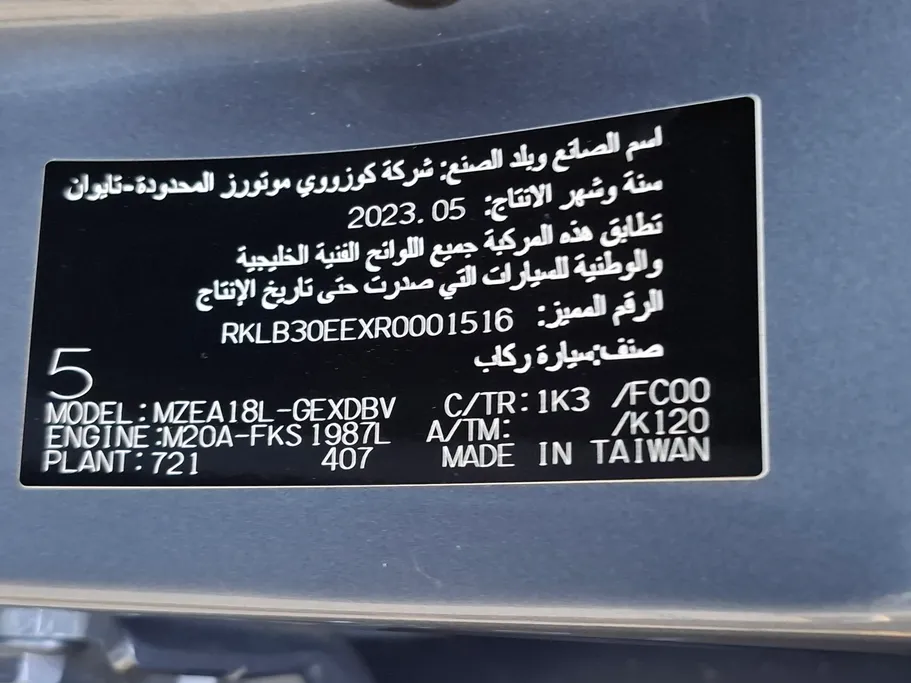 اسم الصانع وبلد الصنع: شركة كوزووي موتورز المحدودة-تايوان
سنة وشهر الانتاج: 2023. 05
تطابق هذه المركبة جميع اللوائح الفنية الخليجية
والوطنية للسيارات التي صدرت حتى تاريخ الإنتاج
الرقم المميز: RKLB30EEXR0001516
صنف:سيارة ركاب
5
MODEL:MZEA18L-GEXDBV C/TR:1K3 /FC00
ENGINE:M20A-FKS 1987L A/TM: /K120
PLANT:721 407 MADE IN TAIWAN